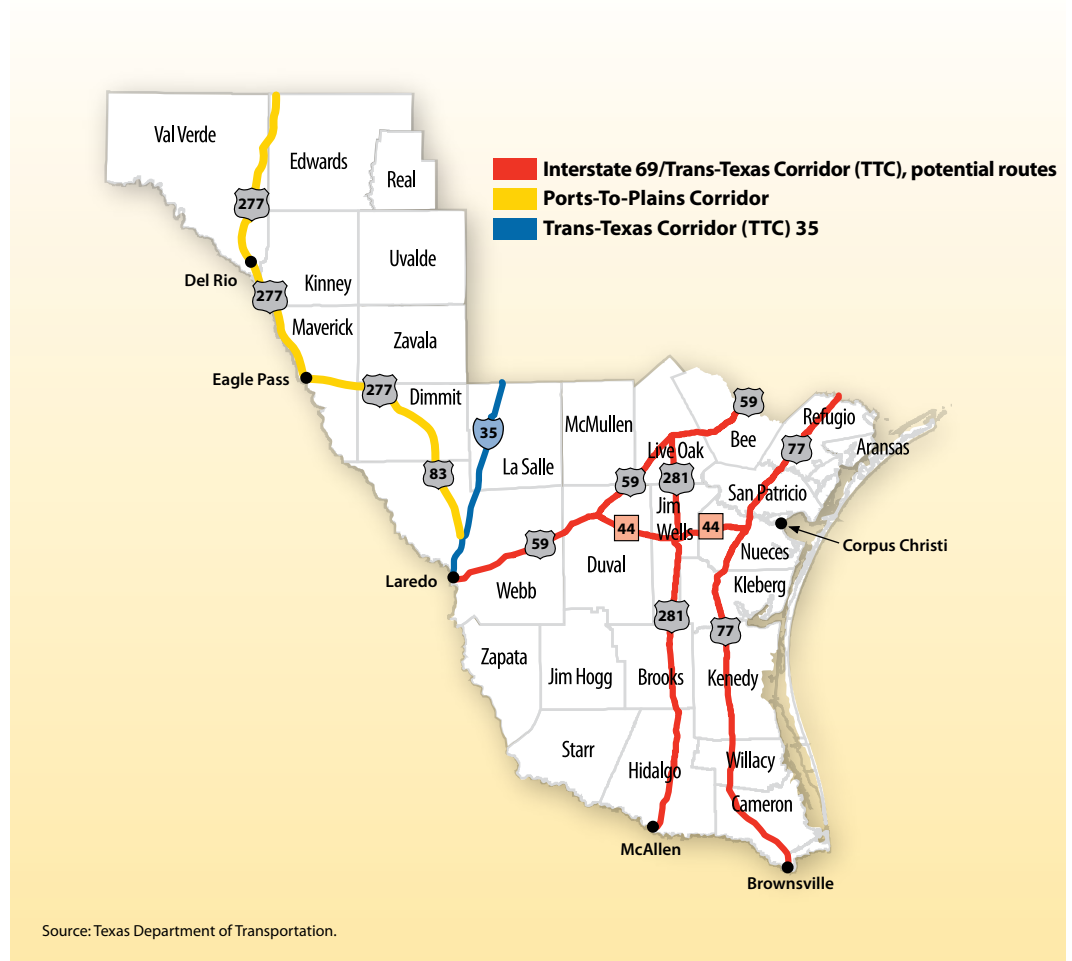 Val Verde
Edwards
Real
Interstate 69/Trans-Texas Corridor (TTC), potential routes
Ports-To-Plains Corridor
Trans-Texas Corridor (TTC) 35
277
Uvalde
Del Rio
Kinney
277
Maverick
Zavala
Eagle Pass
277
Dimmit
59
McMullen
Refugio
35
Bee
77
Aransas
Live Oak
La Salle
83
59
281
San Patricio
Jim
Wells
44
44
59
Corpus Christi
Nueces
Duval
Laredo
Webb
Kleberg
281
77
Zapata
Jim Hogg
Brooks
Kenedy
Starr
Willacy
Hidalgo
Cameron
McAllen
Brownsville
Source: Texas Department of Transportation.